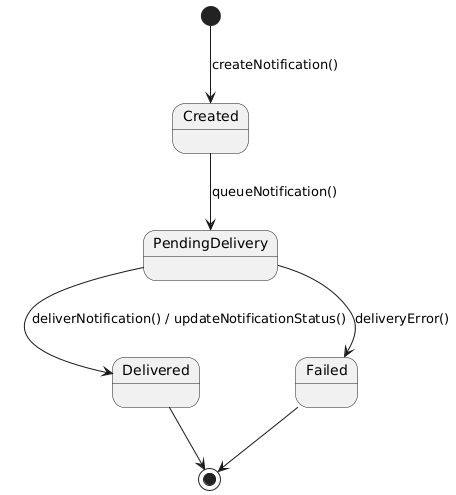 createNotification()
Created
queueNotification()
PendingDelivery
deliverNotification() / updateNotificationStatus()
deliveryError()
Delivered
Failed